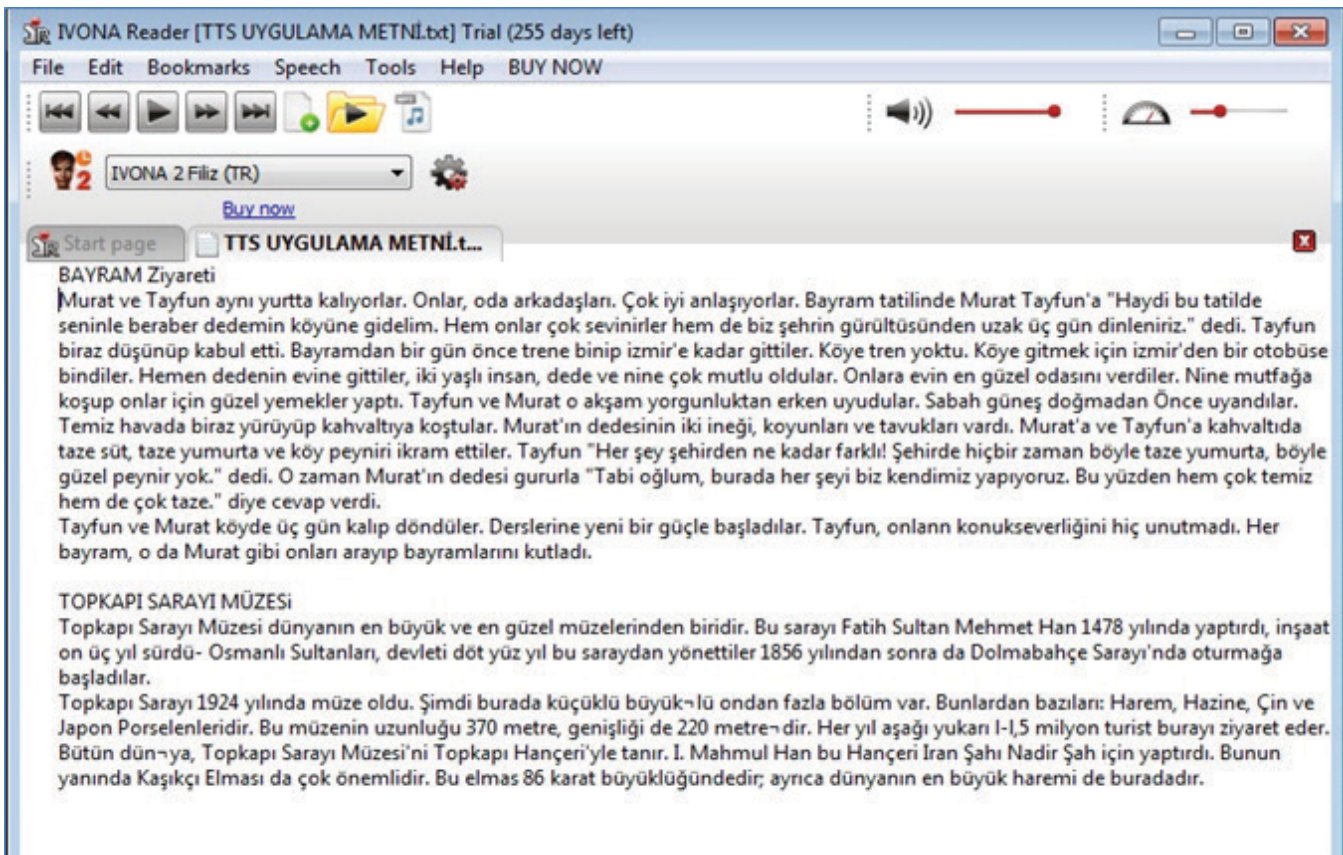 IVONA Reader [TTS UYGULAMA METNİ.txt] Trial (255 days left)
File Edit Bookmarks Speech Tools Help BUY NOW
2 IVONA 2 Filiz (TR)
Buy now
Start page TTS UYGULAMA METNİ.t...
BAYRAM Ziyareti
Murat ve Tayfun aynı yurtta kalıyorlar. Onlar, oda arkadaşları. Çok iyi anlaşıyorlar. Bayram tatilinde Murat Tayfun'a "Haydi bu tatilde
seninle beraber dedemin köyüne gidelim. Hem onlar çok sevinirler hem de biz şehrin gürültüsünden uzak üç gün dinleniriz." dedi. Tayfun
biraz düşünüp kabul etti. Bayramdan bir gün önce trene binip izmir'e kadar gittiler. Köye tren yoktu. Köye gitmek için izmir'den bir otobüse
bindiler. Hemen dedenin evine gittiler, iki yaşlı insan, dede ve nine çok mutlu oldular. Onlara evin en güzel odasını verdiler. Nine mutfağa
koşup onlar için güzel yemekler yaptı. Tayfun ve Murat o akşam yorgunluktan erken uyudular. Sabah güneş doğmadan Önce uyandılar.
Temiz havada biraz yürüyüp kahvaltıya koştular. Murat'ın dedesinin iki ineği, koyunları ve tavukları vardı. Murat'a ve Tayfun'a kahvaltıda
taze süt, taze yumurta ve köy peyniri ikram ettiler. Tayfun "Her şey şehirden ne kadar farklı! Şehirde hiçbir zaman böyle taze yumurta, böyle
güzel peynir yok." dedi. O zaman Murat'ın dedesi gururla "Tabi oğlum, burada her şeyi biz kendimiz yapıyoruz. Bu yüzden hem çok temiz
hem de çok taze." diye cevap verdi.
Tayfun ve Murat köyde üç gün kalıp döndüler. Derslerine yeni bir güçle başladılar. Tayfun, onlann konukseverliğini hiç unutmadı. Her
bayram, o da Murat gibi onları arayıp bayramlarını kutladı.
TOPKAPI SARAYI MÜZESi
Topkapı Sarayı Müzesi dünyanın en büyük ve en güzel müzelerinden biridir. Bu sarayı Fatih Sultan Mehmet Han 1478 yılında yaptırdı, inşaat
on üç yıl sürdü- Osmanlı Sultanları, devleti döt yüz yıl bu saraydan yönettiler 1856 yılından sonra da Dolmabahçe Sarayı'nda oturmağa
başladılar.
Topkapı Sarayı 1924 yılında müze oldu. Şimdi burada küçüklü büyük¬lü ondan fazla bölüm var. Bunlardan bazıları: Harem, Hazine, Çin ve
Japon Porselenleridir. Bu müzenin uzunluğu 370 metre, genişliği de 220 metre¬dir. Her yıl aşağı yukarı l-l,5 milyon turist burayı ziyaret eder.
Bütün dün¬ya, Topkapı Sarayı Müzesi'ni Topkapı Hançeri'yle tanır. I. Mahmul Han bu Hançeri Iran Şahı Nadir Şah için yaptırdı. Bunun
yanında Kaşıkçı Elması da çok önemlidir. Bu elmas 86 karat büyüklüğündedir; ayrıca dünyanın en büyük haremi de buradadır.